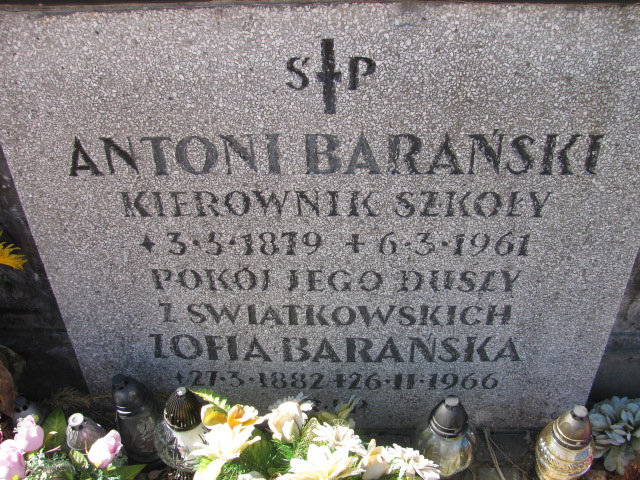 Ś P
ANTONI BARAŃSKI
KIEROWNIK SZKOŁY
3·5·1879 + 6·3·1961
POKÓJ JEGO DUSZY
Z SWIATKOWSKICH
ZOFIA BARAŃSKA
27·3·1882 +26·11·1966